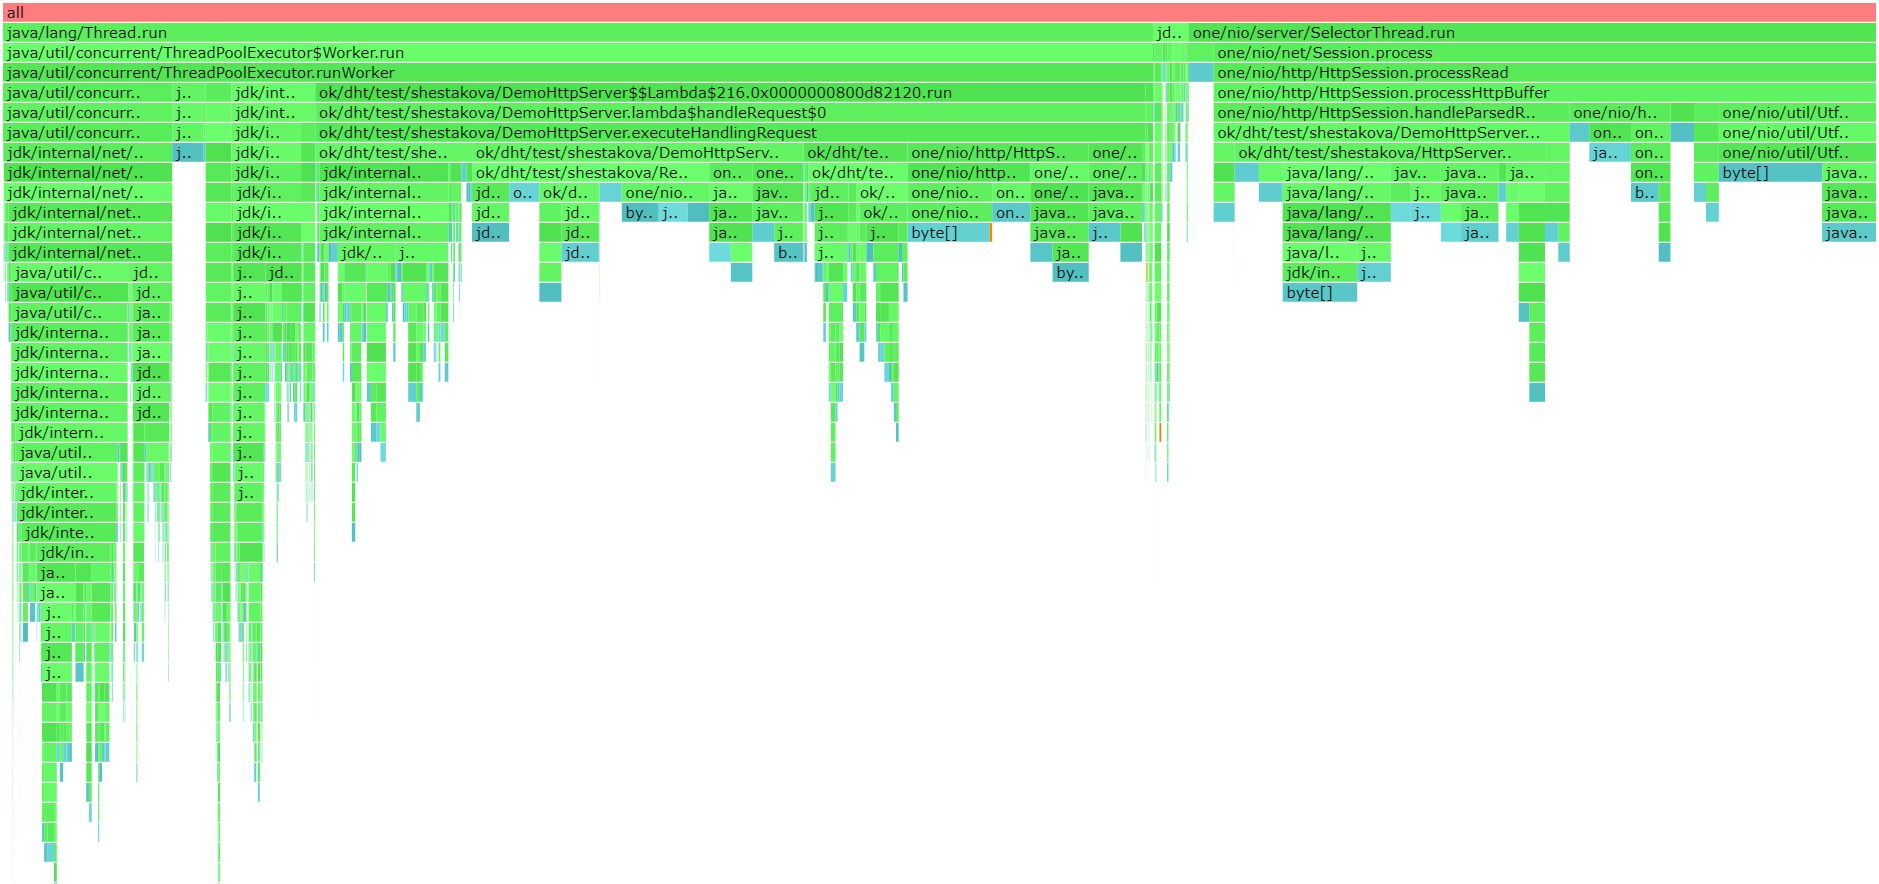 all
java/lang/Thread.run jd.. one/nio/server/SelectorThread.run
java/util/concurrent/ThreadPoolExecutor$Worker.run one/nio/net/Session.process
java/util/concurrent/ThreadPoolExecutor.runWorker one/nio/http/HttpSession.processRead
java/util/concurr.. j.. jdk/int.. ok/dht/test/shestakova/DemoHttpServer$$Lambda$216.0x0000000800d82120.run one/nio/http/HttpSession.processHttpBuffer
java/util/concurr.. j.. jdk/int.. ok/dht/test/shestakova/DemoHttpServer.lambda$handleRequest$0 one/nio/http/HttpSession.handleParsedR.. one/nio/h.. one/nio/util/Utf..
java/util/concurr.. j.. jdk/i.. ok/dht/test/shestakova/DemoHttpServer.executeHandlingRequest ok/dht/test/shestakova/DemoHttpServer... on.. on.. one/nio/util/Utf..
jdk/internal/net/.. j.. jdk/i.. ok/dht/test/she.. ok/dht/test/shestakova/DemoHttpServ.. ok/dht/te.. one/nio/http/HttpS.. one/.. ok/dht/test/shestakova/HttpServer.. ja.. on.. one/nio/util/Utf..
jdk/internal/net/.. jdk/i.. jdk/internal.. ok/dht/test/shestakova/Re.. on.. one.. ok/dht/te.. one/nio/http.. one/.. java/lang/.. jav.. java.. ja.. on.. byte[] java..
jdk/internal/net/.. jdk/i.. jdk/internal.. jd.. o.. ok/d.. one/nio.. ja.. jav.. jd.. ok/.. one/nio.. on.. one/.. java.. java/lang/.. j.. java.. b.. java..
jdk/internal/net.. jdk/i.. jdk/internal.. jd.. jd.. by.. j.. ja.. jav.. j.. ok/.. one/nio.. on.. java.. java.. java/lang/.. j.. ja.. java..
jdk/internal/net.. jdk/i.. jdk/internal.. jd.. jd.. ja.. j.. j.. j.. byte[] java.. j.. java/lang/.. ja.. java..
jdk/internal/net.. jdk/i.. jdk/.. j.. jd.. b.. j.. ja.. java/l.. j..
java/util/c.. jd.. j.. jd.. by.. jdk/in.. j..
java/util/c.. jd.. j.. byte[]
java/util/c.. ja.. j..
jdk/interna.. ja.. j..
jdk/interna.. ja.. j..
jdk/interna.. jd.. j..
jdk/interna.. jd.. j..
jdk/interna.. jd.. j..
jdk/intern.. j..
java/util.. j..
java/util.. j..
jdk/inter.. j..
jdk/inter..
jdk/inte..
jdk/in..
ja..
ja..
j..
j..
j..
j..